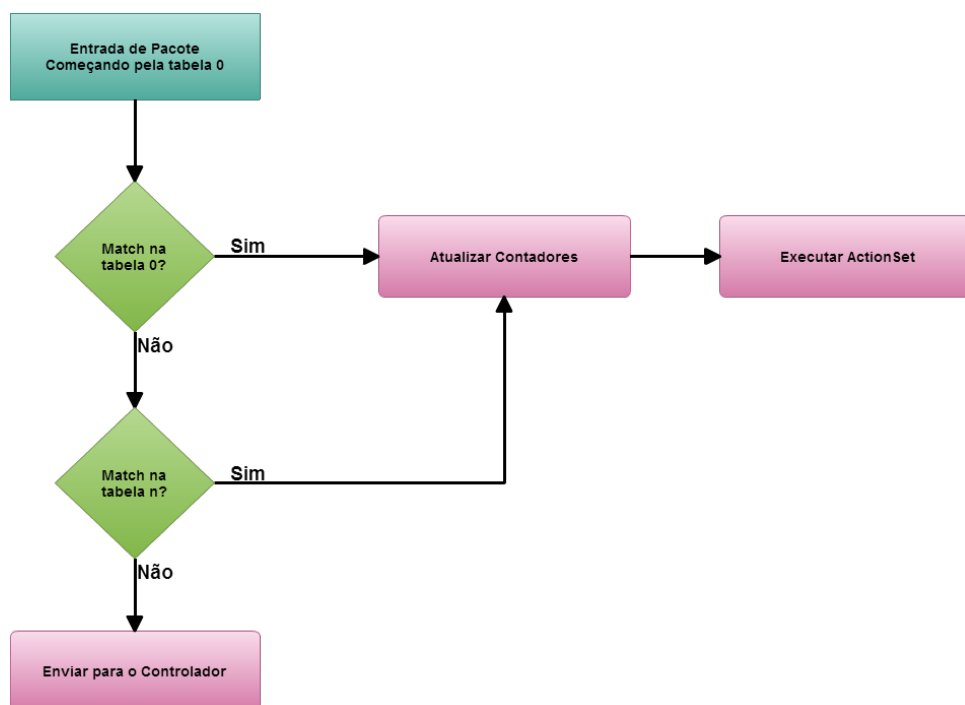 Entrada de Pacote
Começando pela tabela 0
Match na
tabela 0?
Sim
Atualizar Contadores
Executar ActionSet
Não
Match na
tabela n?
Sim
Não
Enviar para o Controlador